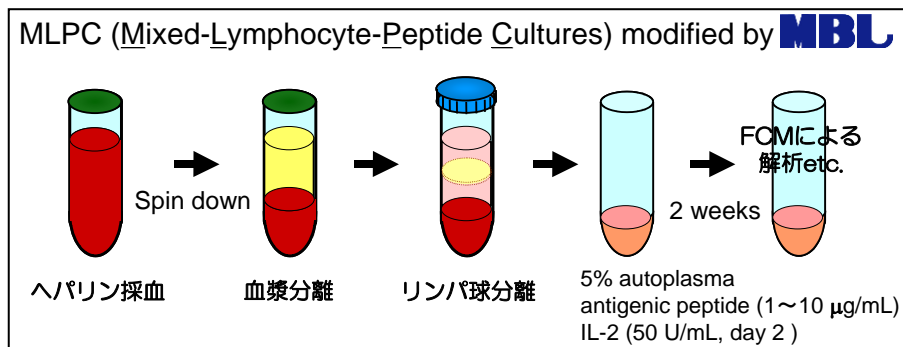 MLPC (Mixed-Lymphocyte-Peptide Cultures) modified by MBL
Spin down
2 weeks
FCMによる
解析etc.
ヘパリン採血
血漿分離
リンパ球分離
5% autoplasma
antigenic peptide (1～10 μg/mL)
IL-2 (50 U/mL, day 2 )